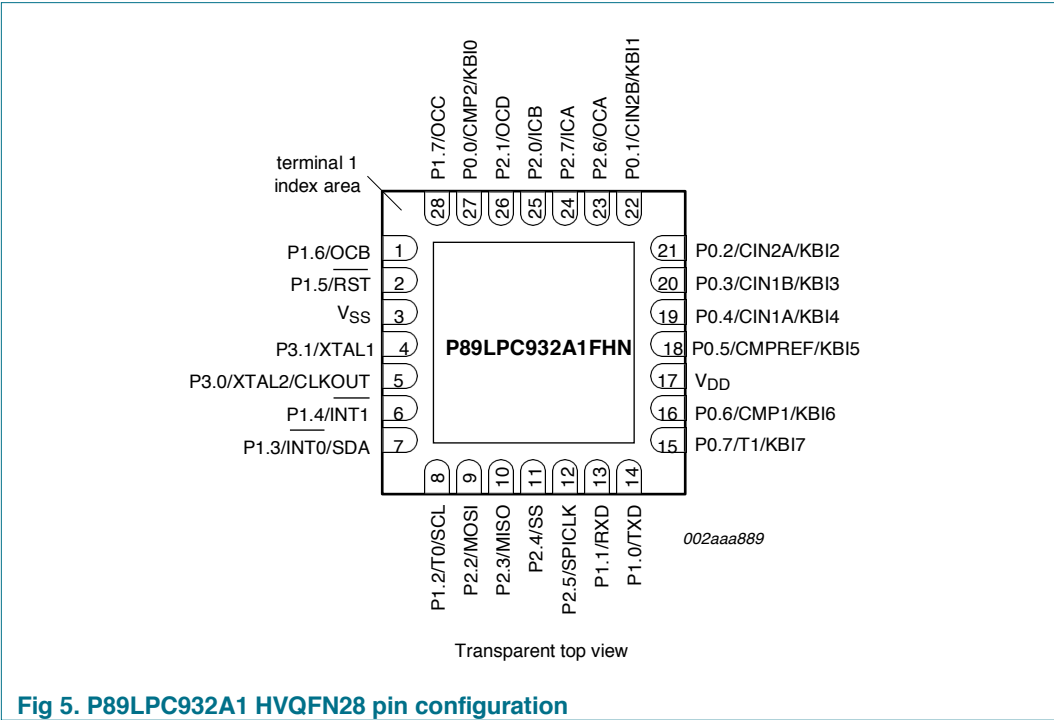 P1.7/OCC
P0.0/CMP2/KBI0
P2.1/OCD
P2.0/ICB
P2.7/ICA
P2.6/OCA
P0.1/CIN2B/KBI1
terminal 1
index area
28
27
26
25
24
23
22
P1.6/OCB
1
P1.5/RST
2
VSS
3
P3.1/XTAL1
4
P3.0/XTAL2/CLKOUT
5
P1.4/INT1
6
P1.3/INT0/SDA
7
P89LPC932A1FHN
21 P0.2/CIN2A/KBI2
20 P0.3/CIN1B/KBI3
19 P0.4/CIN1A/KBI4
18 P0.5/CMPREF/KBI5
17 VDD
16 P0.6/CMP1/KBI6
15 P0.7/T1/KBI7
8
9
10
11
12
13
14
P1.2/T0/SCL
P2.2/MOSI
P2.3/MISO
P2.4/SS
P2.5/SPICLK
P1.1/RXD
P1.0/TXD
002aaa889
Transparent top view
Fig 5. P89LPC932A1 HVQFN28 pin configuration